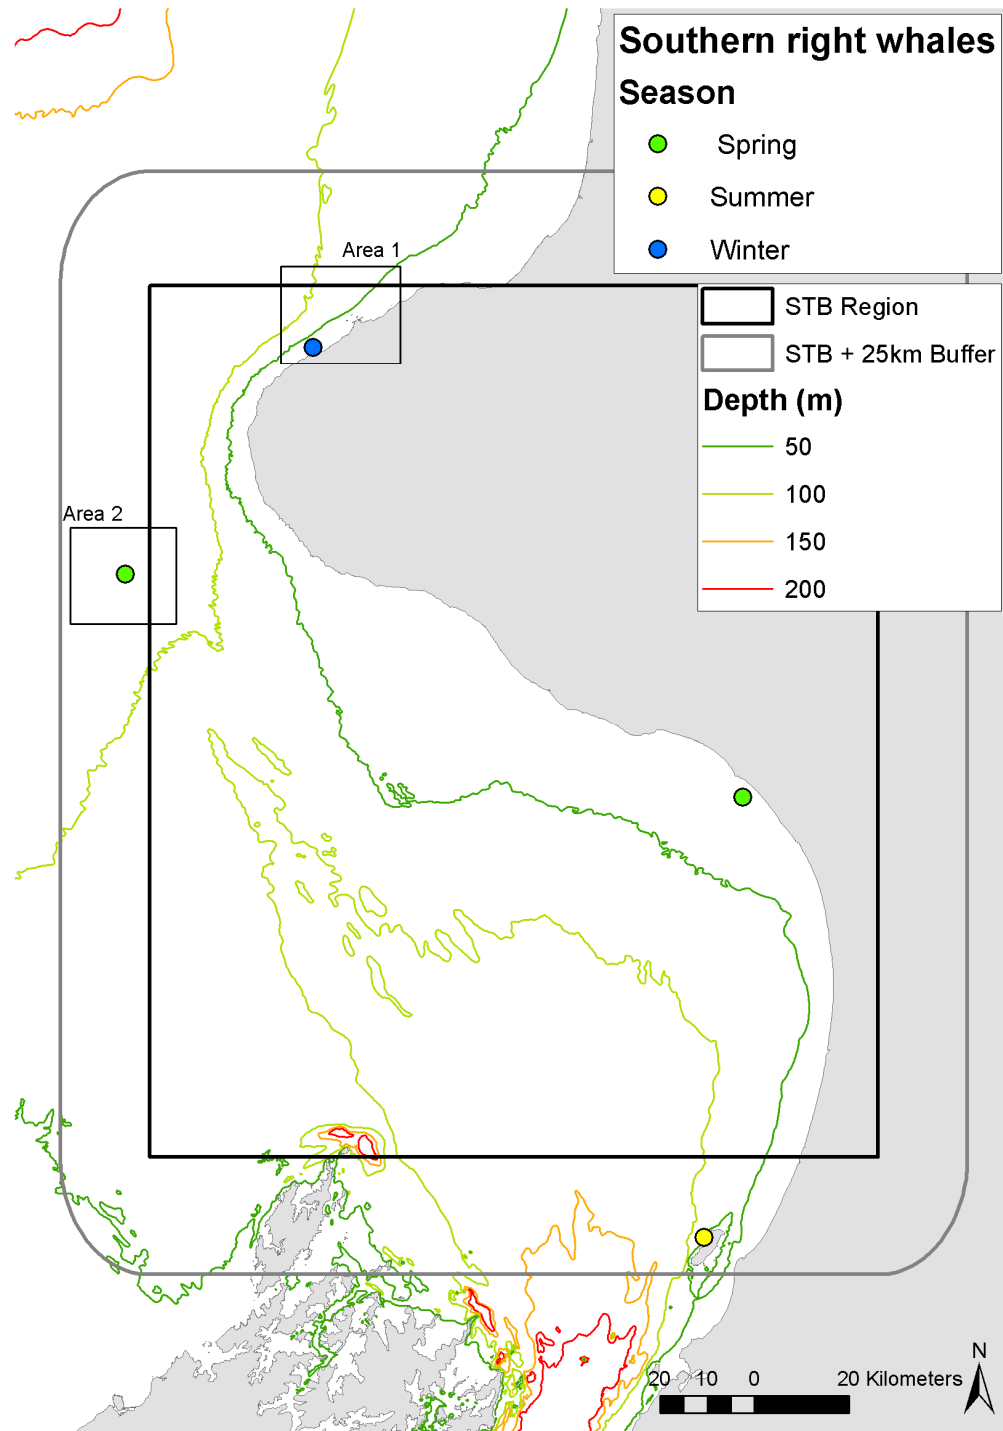 Southern right whales
Season
Spring
Summer
Winter
STB Region
STB + 25km Buffer
Depth (m)
50
100
150
200
Area 1
Area 2
N
20 10 0 20 Kilometers